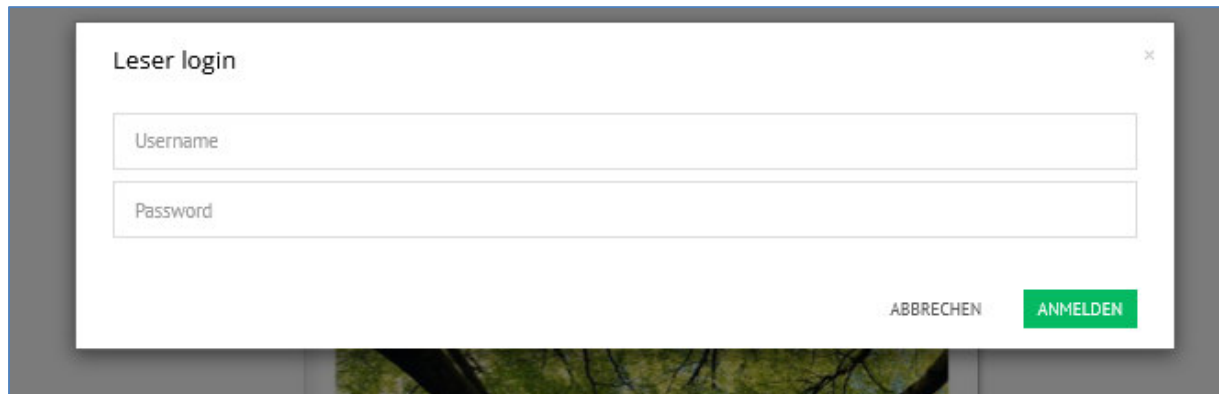 Leser login
×
Username
Password
ABBRECHEN ANMELDEN